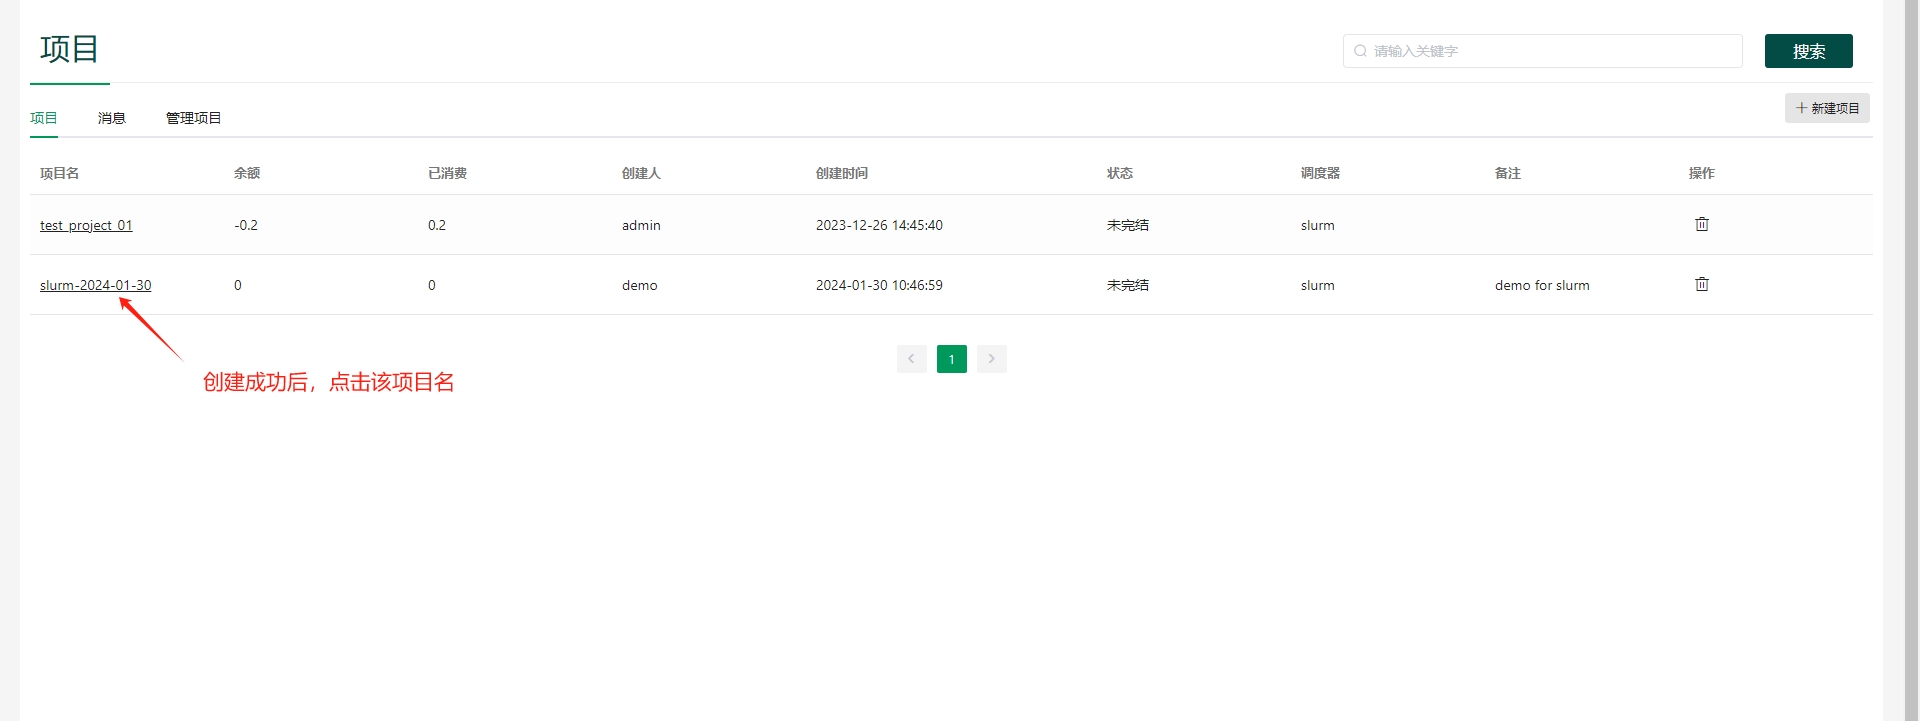 项目
请输入关键字
搜索
项目 消息 管理项目
新建项目
项目名 余额 已消费 创建人 创建时间 状态 调度器 备注 操作
test_project_01 -0.2 0.2 admin 2023-12-26 14:45:40 未完结 slurm
slurm-2024-01-30 0 0 demo 2024-01-30 10:46:59 未完结 slurm demo for slurm
1
创建成功后，点击该项目名